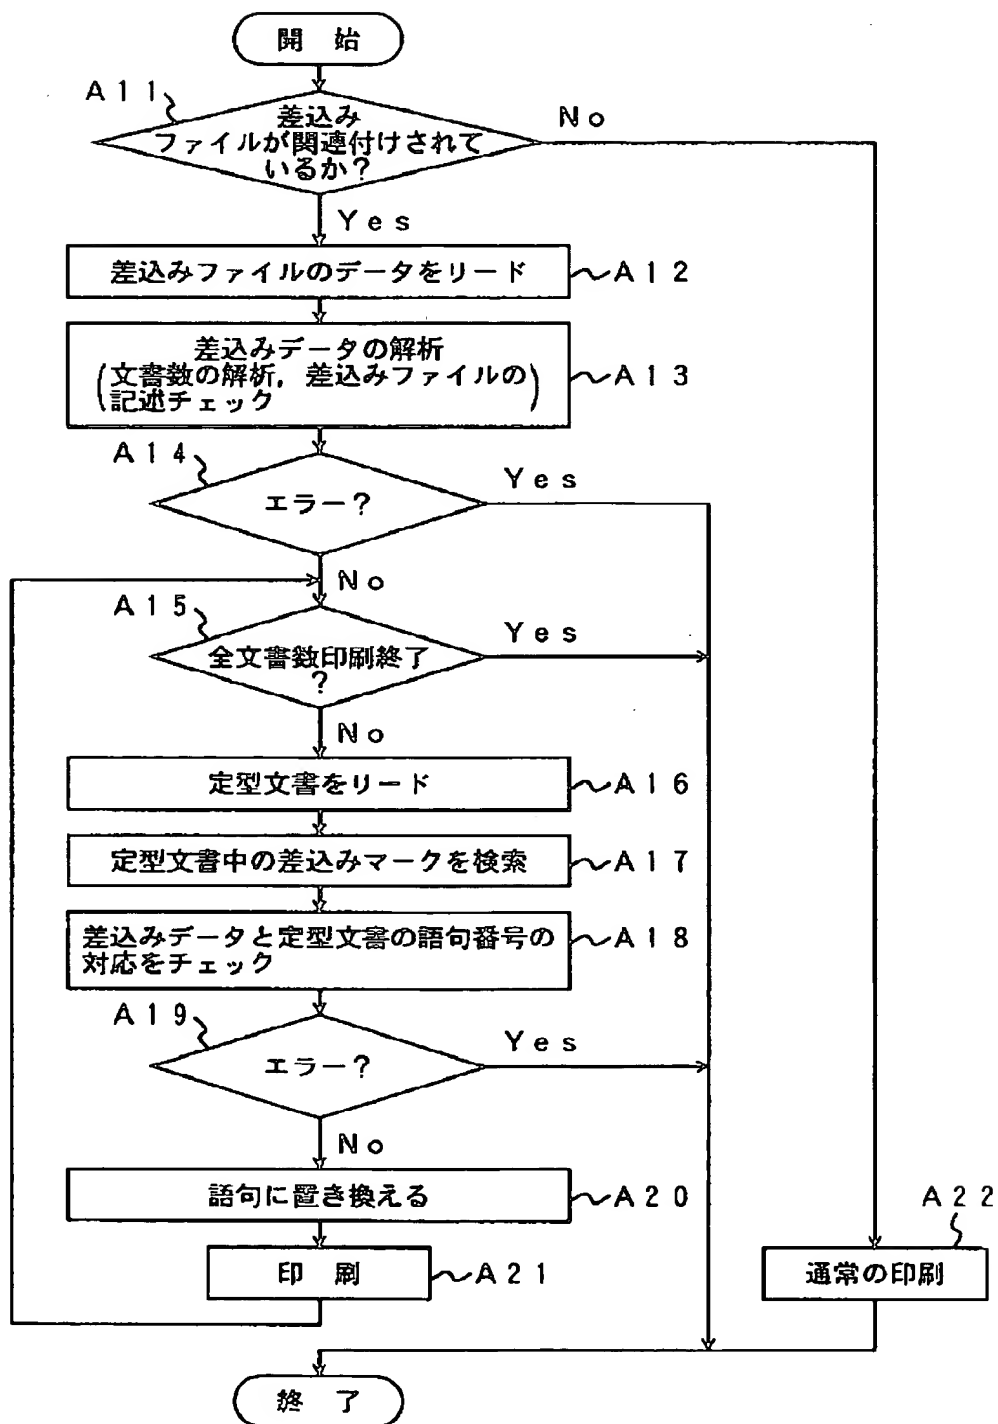 開 始
A11
差込み
ファイルが関連付けされて
いるか?
No
Yes
差込みファイルのデータをリード
A12
差込みデータの解析
(文書数の解析,差込みファイルの
記述チェック)
A13
A14
エラー?
Yes
No
A15
全文書数印刷終了
?
Yes
No
定型文書をリード
A16
定型文書中の差込みマークを検索
A17
差込みデータと定型文書の語句番号の
対応をチェック
A18
A19
エラー?
Yes
No
語句に置き換える
A20
A22
印 刷
A21
通常の印刷
終 了